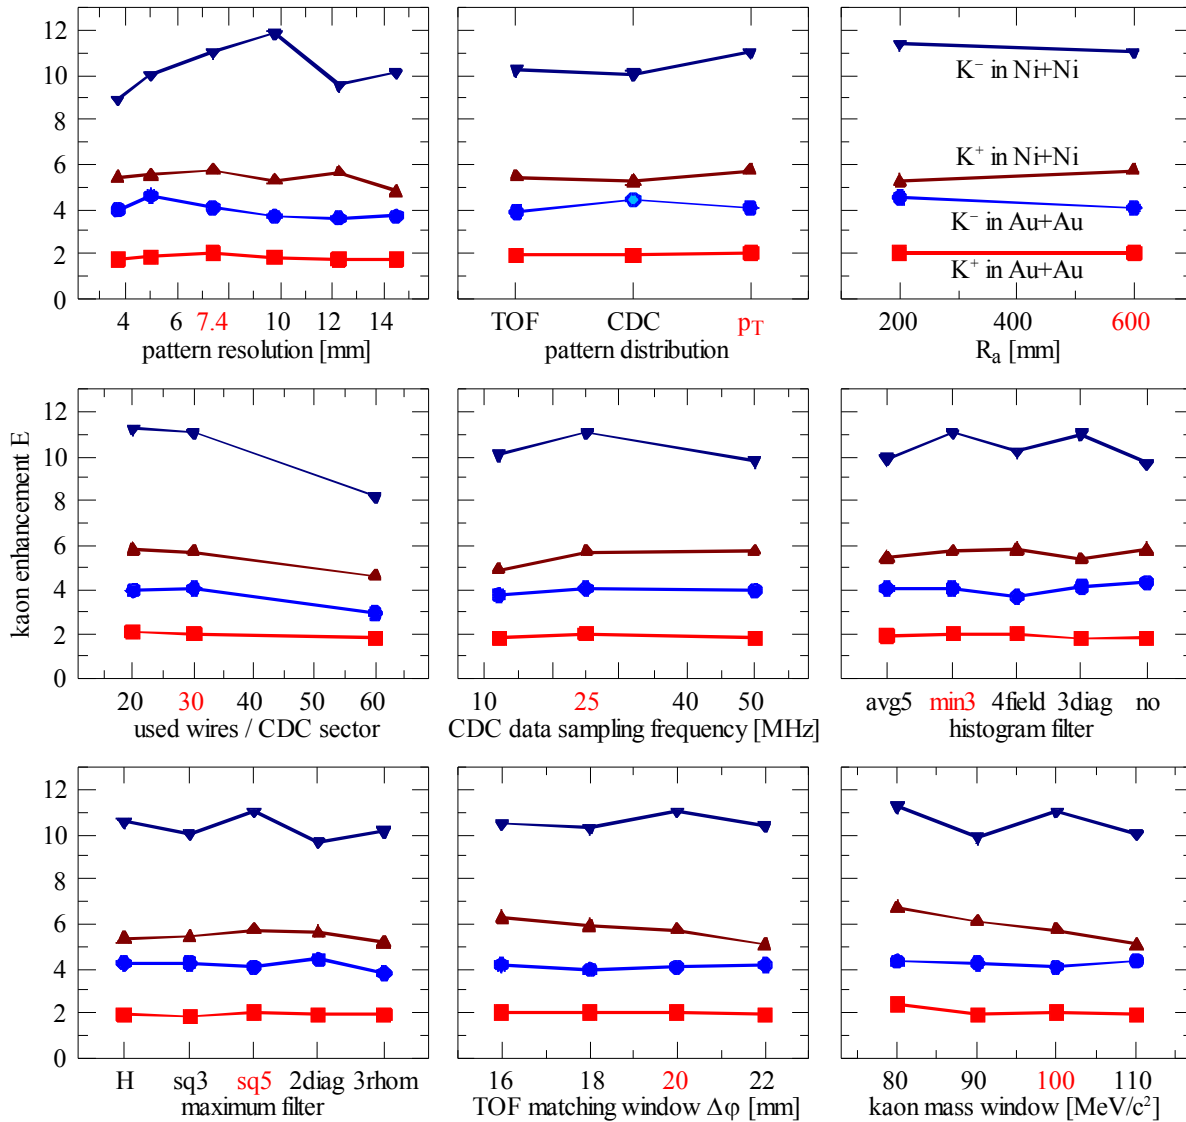 12
10
8
6
4
2
0
K⁻ in Ni+Ni
K⁺ in Ni+Ni
K⁻ in Au+Au
K⁺ in Au+Au
4 6 7.4 10 12 14
pattern resolution [mm]
TOF CDC pT
pattern distribution
200 400 600
Ra [mm]
kaon enhancement E
12
10
8
6
4
2
0
20 30 40 50 60
used wires / CDC sector
10 25 40 50
CDC data sampling frequency [MHz]
avg5 min3 4field 3diag no
histogram filter
12
10
8
6
4
2
0
H sq3 sq5 2diag 3rhom
maximum filter
16 18 20 22
TOF matching window Δφ [mm]
80 90 100 110
kaon mass window [MeV/c²]